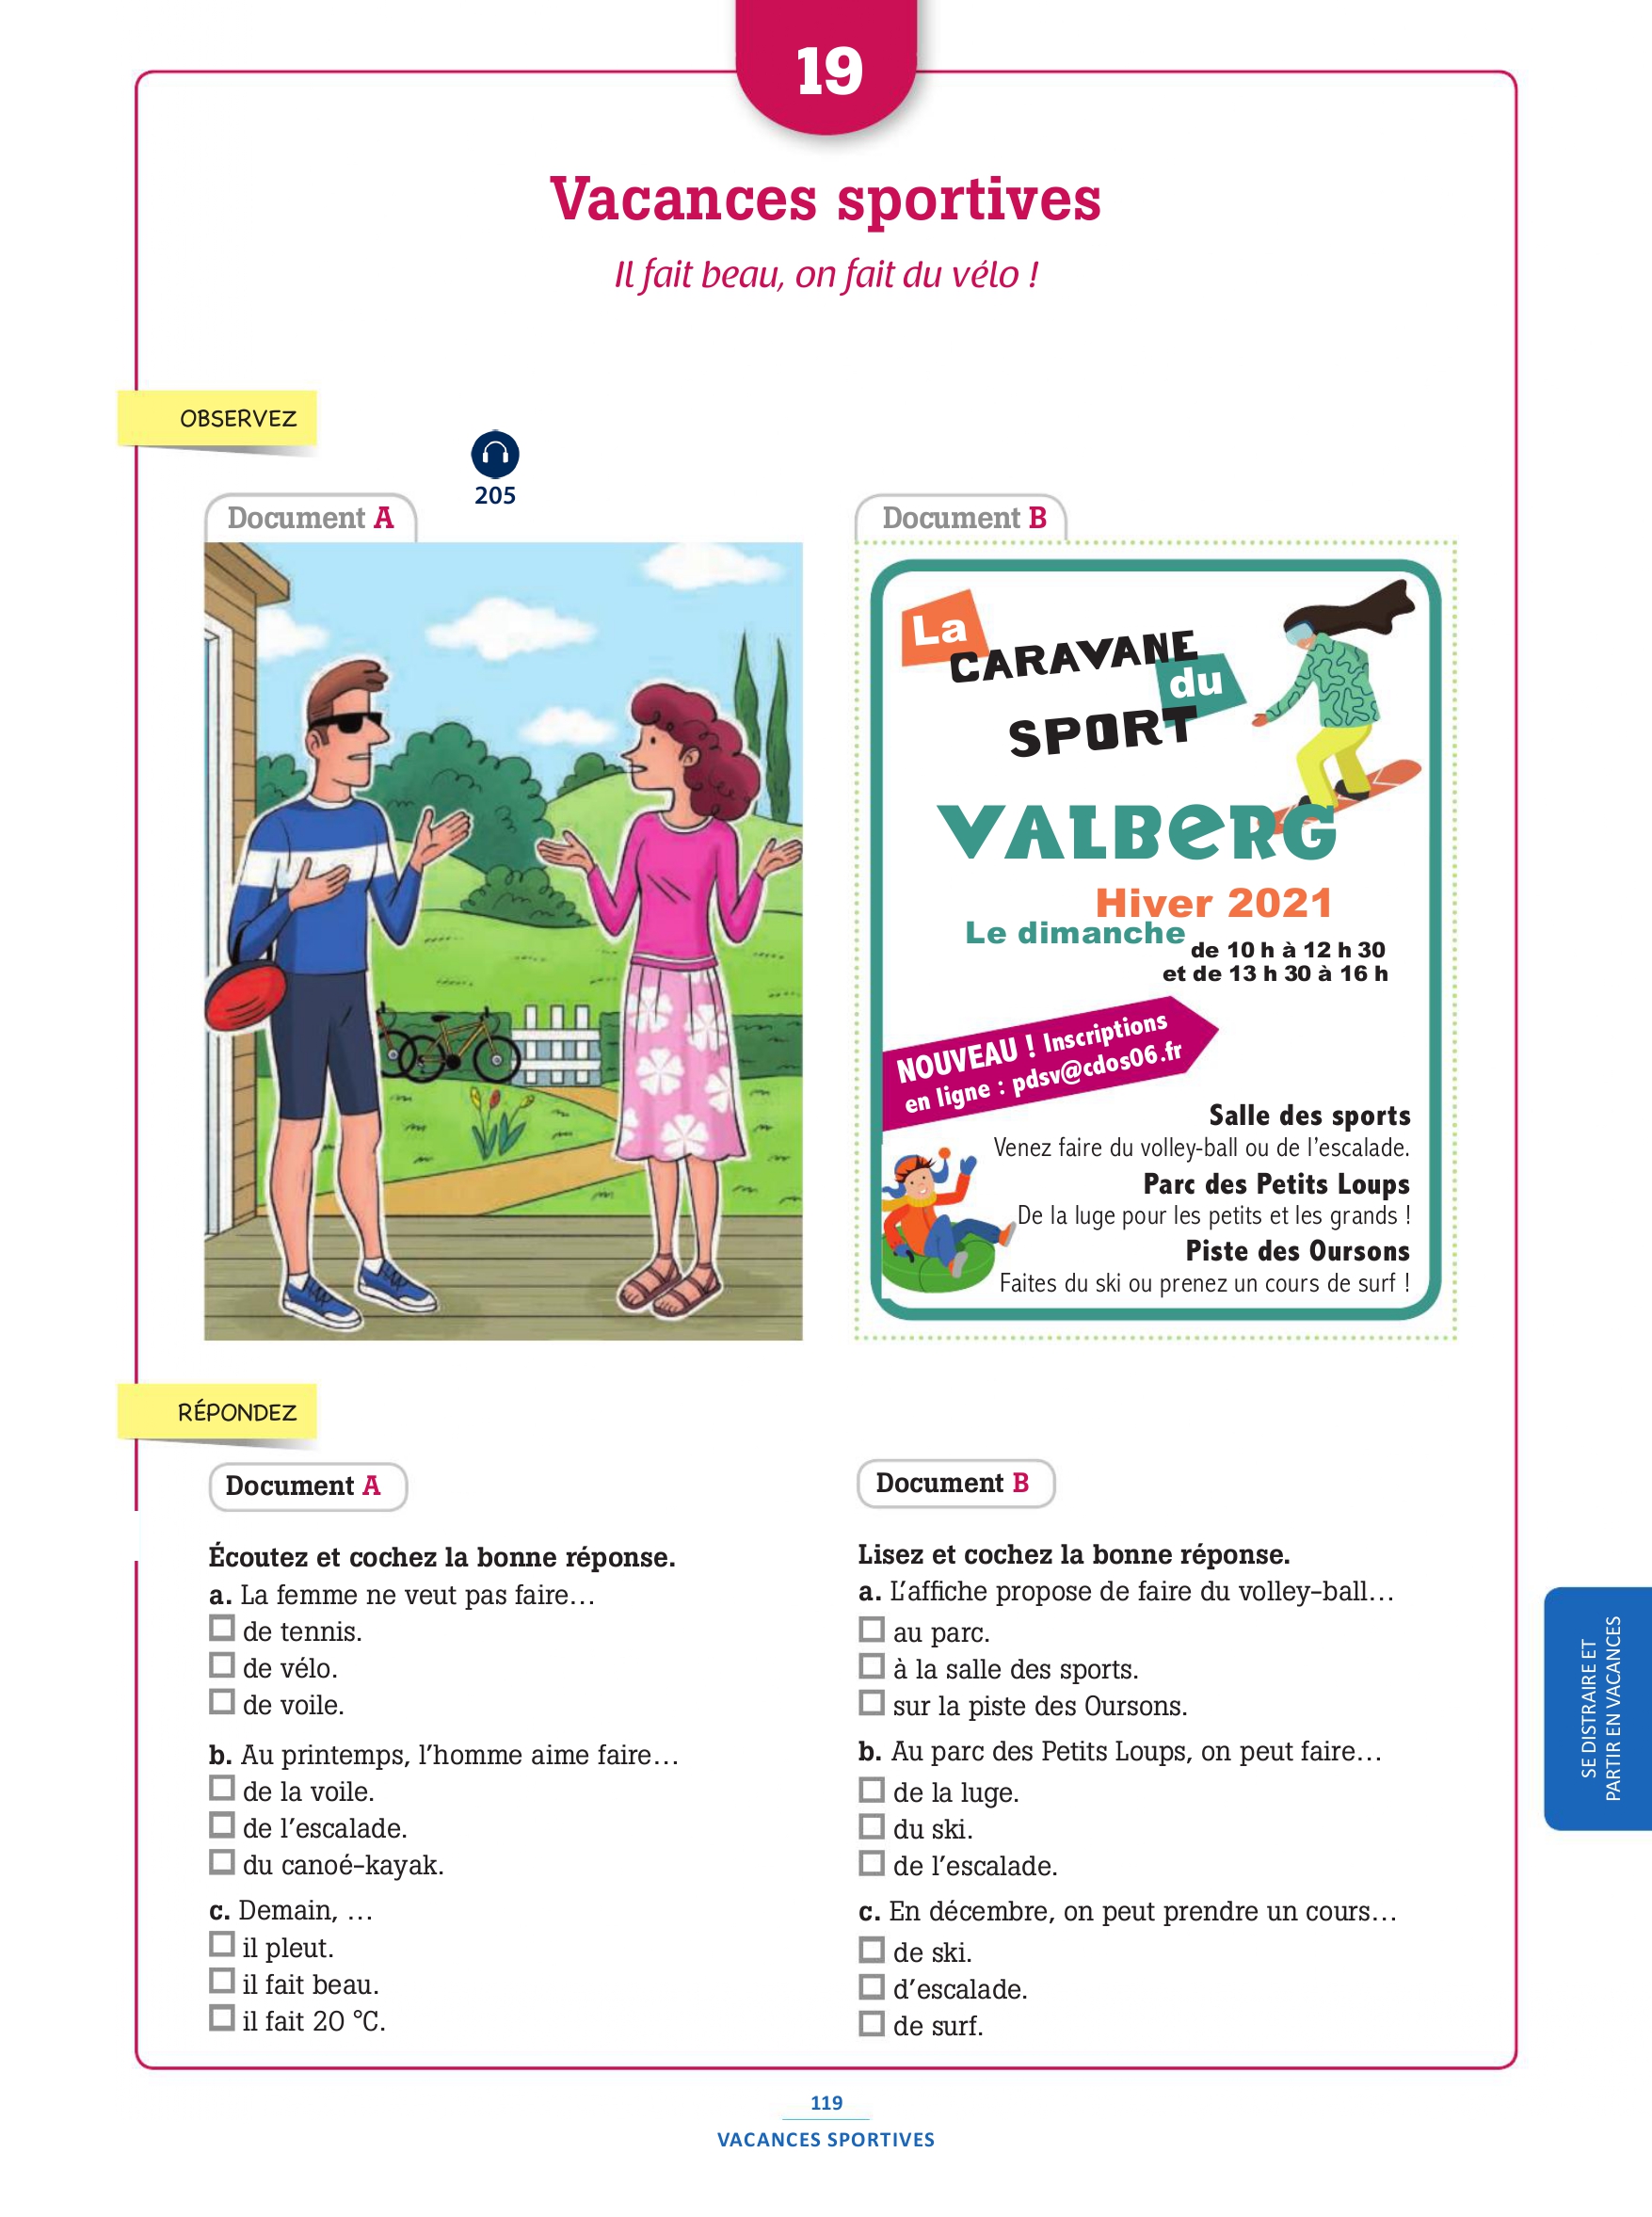 19
Vacances sportives
Il fait beau, on fait du vélo !
OBSERVEZ
205
Document A
Document B
La
CARAVANE
du
SPORT
VALBeRG
Hiver 2021
Le dimanche
de 10 h à 12 h 30
et de 13 h 30 à 16 h
NOUVEAU ! Inscriptions
en ligne : pdsv@cdos06.fr
Salle des sports
Venez faire du volley-ball ou de l'escalade.
Parc des Petits Loups
De la luge pour les petits et les grands !
Piste des Oursons
Faites du ski ou prenez un cours de surf !
RÉPONDEZ
Document A
Écoutez et cochez la bonne réponse.
a. La femme ne veut pas faire…
de tennis.
de vélo.
de voile.
b. Au printemps, l'homme aime faire…
de la voile.
de l'escalade.
du canoé-kayak.
c. Demain, …
il pleut.
il fait beau.
il fait 20 °C.
Document B
Lisez et cochez la bonne réponse.
a. L'affiche propose de faire du volley-ball…
au parc.
à la salle des sports.
sur la piste des Oursons.
b. Au parc des Petits Loups, on peut faire…
de la luge.
du ski.
de l'escalade.
c. En décembre, on peut prendre un cours…
de ski.
d'escalade.
de surf.
SE DISTRAIRE ET
PARTIR EN VACANCES
119
VACANCES SPORTIVES